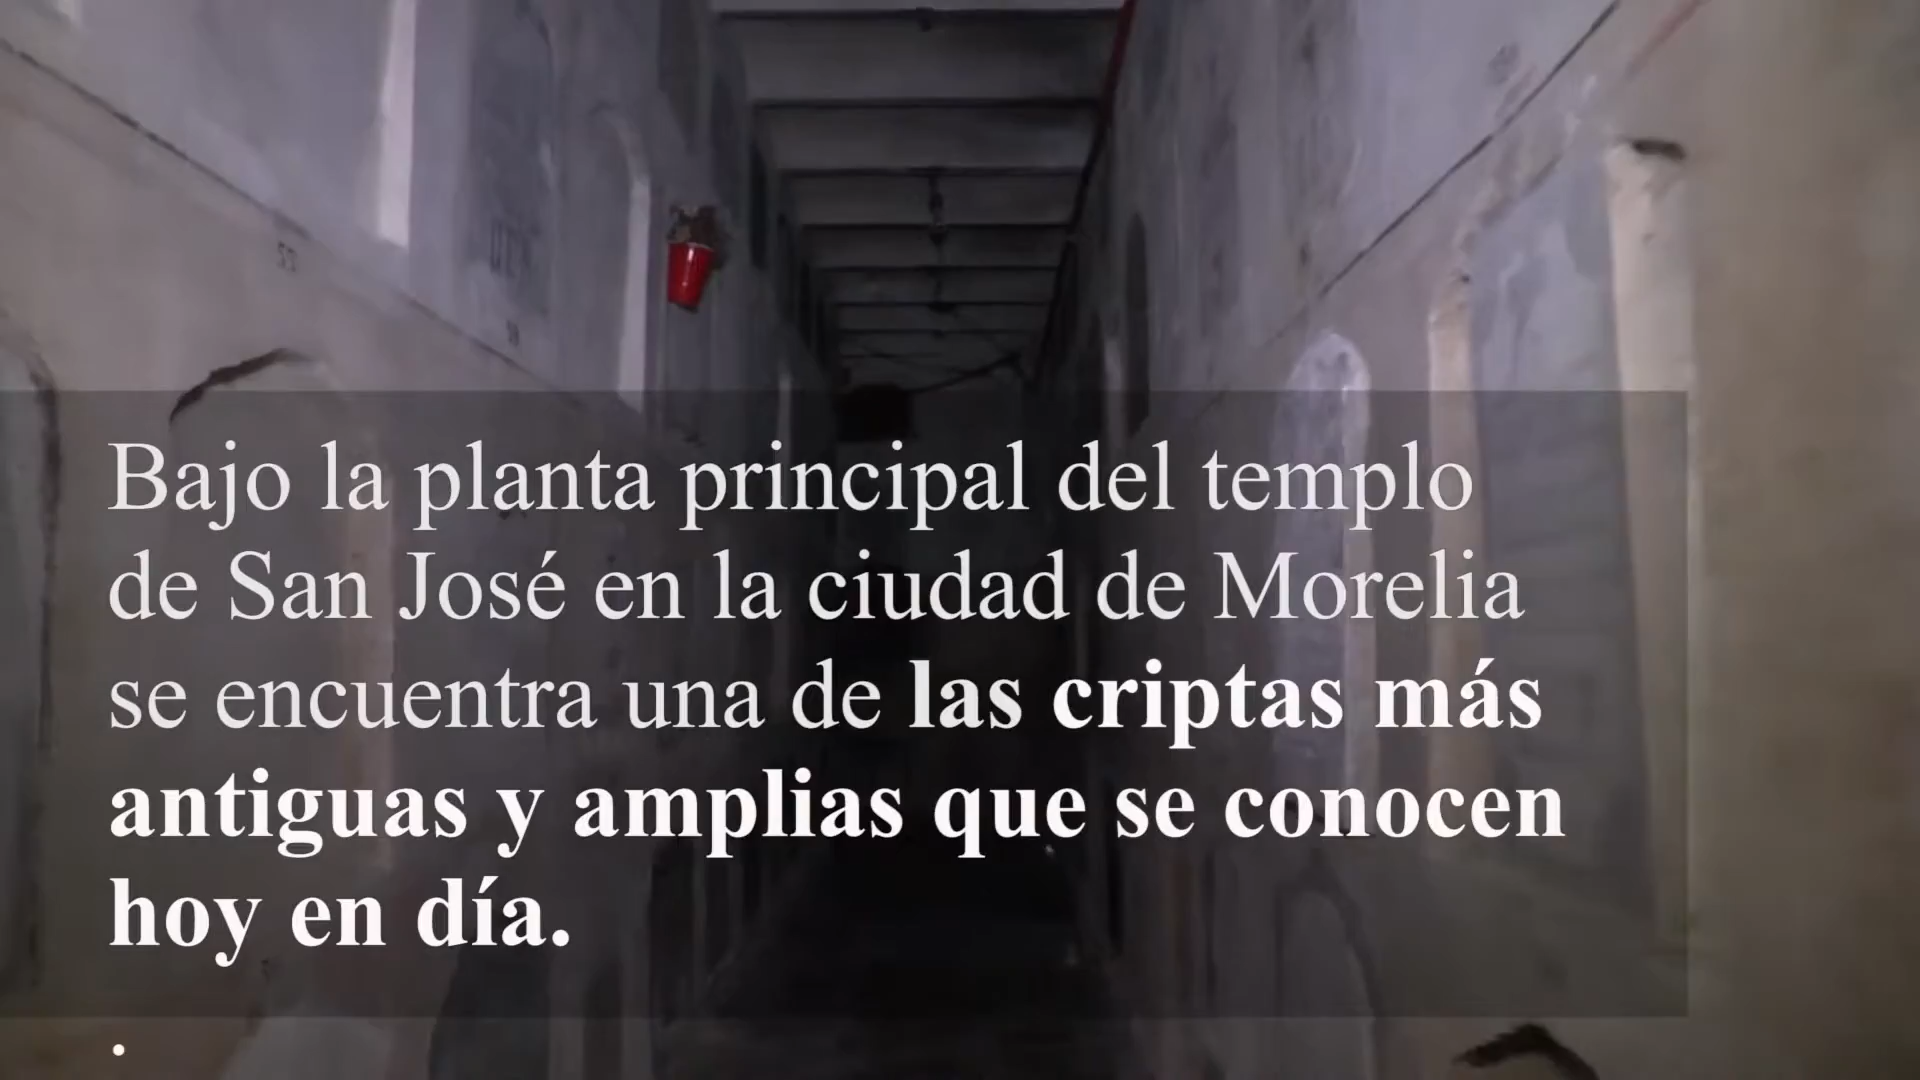 55
Bajo la planta principal del templo
de San José en la ciudad de Morelia
se encuentra una de las criptas más
antiguas y amplias que se conocen
hoy en día.
.